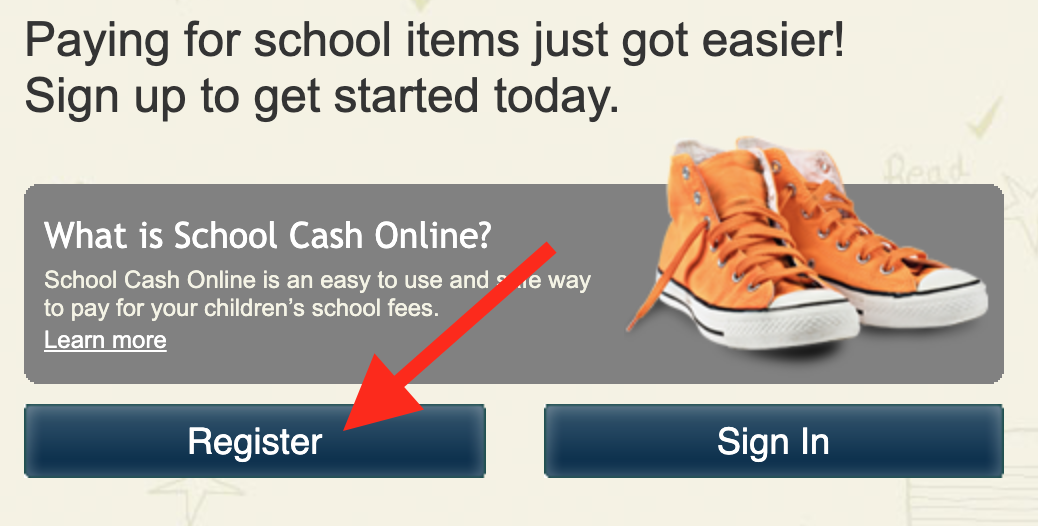 Paying for school items just got easier!
Sign up to get started today.
Read
What is School Cash Online?
School Cash Online is an easy to use and safe way
to pay for your children’s school fees.
Learn more
Register
Sign In